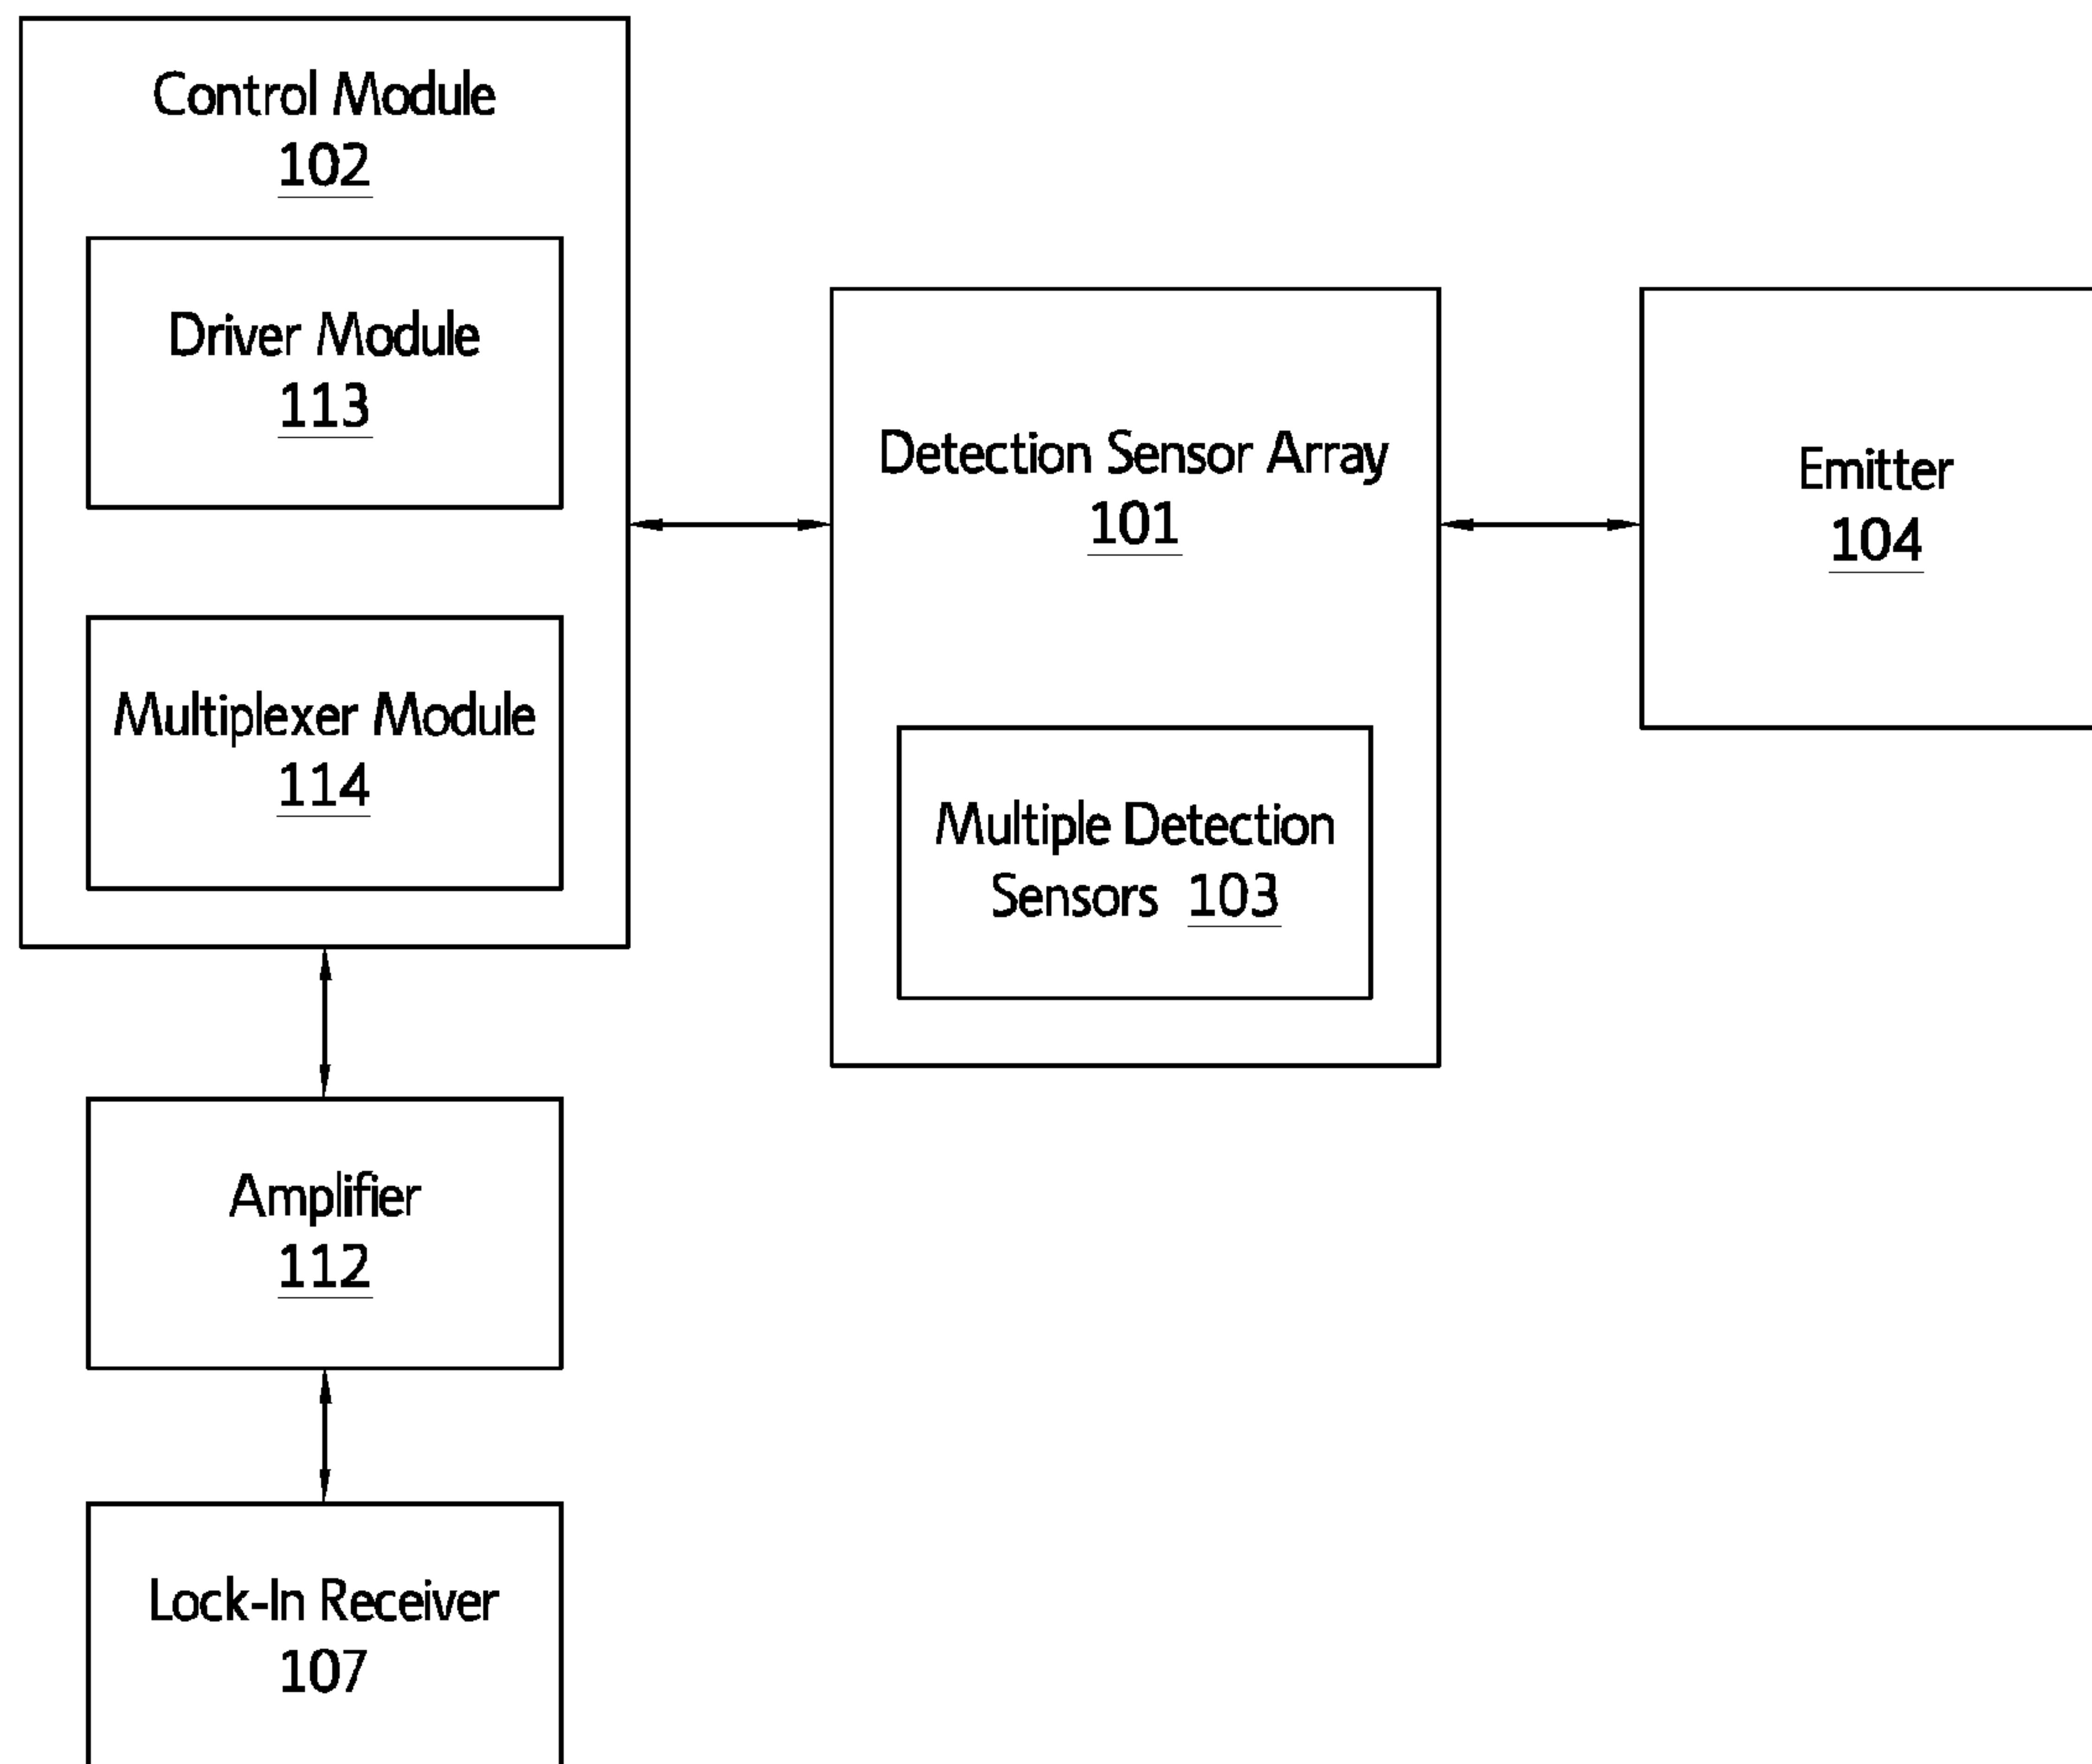 Control Module
102
Driver Module
113
Multiplexer Module
114
Detection Sensor Array
101
Multiple Detection
Sensors 103
Emitter
104
Amplifier
112
Lock-In Receiver
107